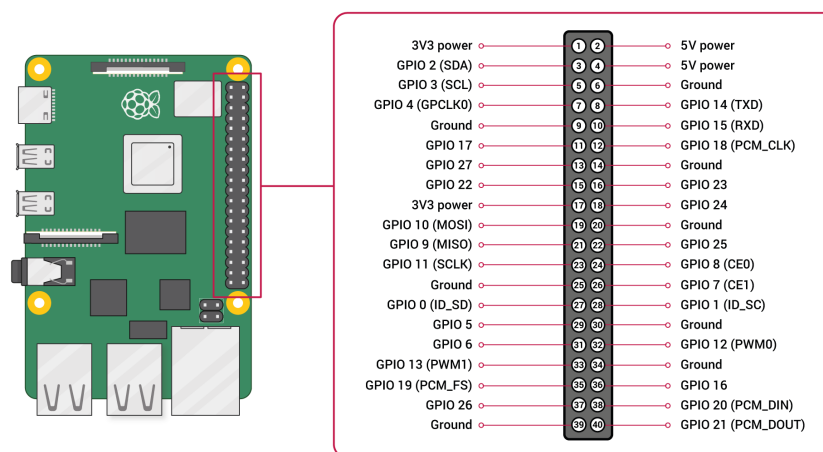 3V3 power 1 2 5V power
GPIO 2 (SDA) 3 4 5V power
GPIO 3 (SCL) 5 6 Ground
GPIO 4 (GPCLK0) 7 8 GPIO 14 (TXD)
Ground 9 10 GPIO 15 (RXD)
GPIO 17 11 12 GPIO 18 (PCM_CLK)
GPIO 27 13 14 Ground
GPIO 22 15 16 GPIO 23
3V3 power 17 18 GPIO 24
GPIO 10 (MOSI) 19 20 Ground
GPIO 9 (MISO) 21 22 GPIO 25
GPIO 11 (SCLK) 23 24 GPIO 8 (CE0)
Ground 25 26 GPIO 7 (CE1)
GPIO 0 (ID_SD) 27 28 GPIO 1 (ID_SC)
GPIO 5 29 30 Ground
GPIO 6 31 32 GPIO 12 (PWM0)
GPIO 13 (PWM1) 33 34 Ground
GPIO 19 (PCM_FS) 35 36 GPIO 16
GPIO 26 37 38 GPIO 20 (PCM_DIN)
Ground 39 40 GPIO 21 (PCM_DOUT)